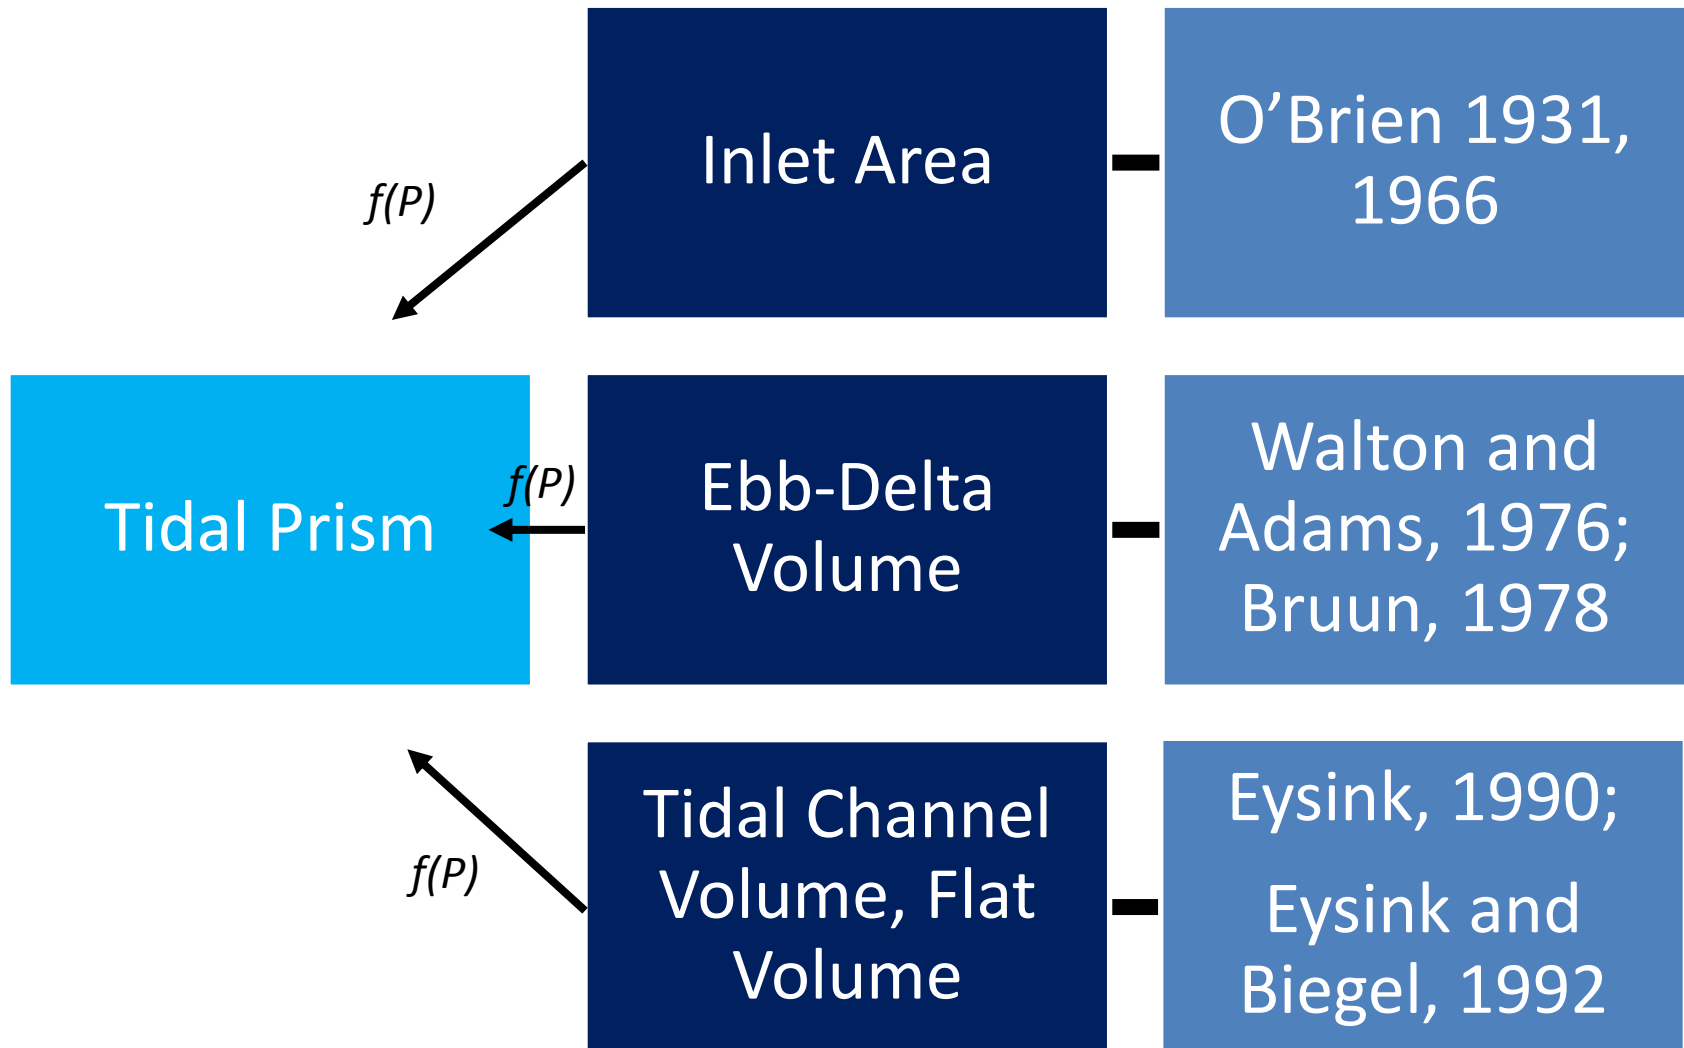 Inlet Area
O’Brien 1931,
1966
f(P)
Tidal Prism
f(P)
Ebb-Delta
Volume
Walton and
Adams, 1976;
Bruun, 1978
f(P)
Tidal Channel
Volume, Flat
Volume
Eysink, 1990;
Eysink and
Biegel, 1992